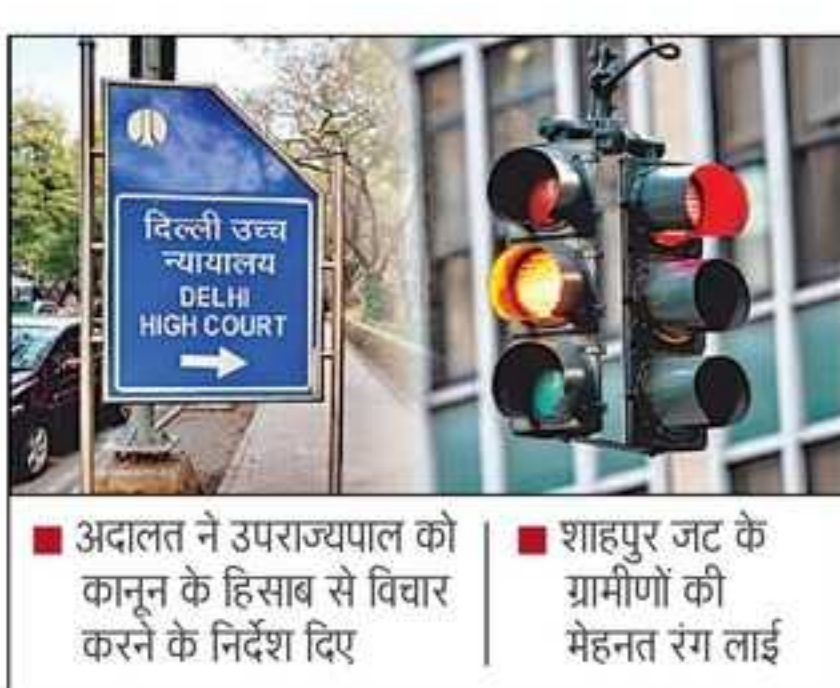 दिल्ली उच्च
न्यायालय
DELHI
HIGH COURT
■ अदालत ने उपराज्यपाल को
कानून के हिसाब से विचार
करने के निर्देश दिए
■ शाहपुर जट के
ग्रामीणों की
मेहनत रंग लाई